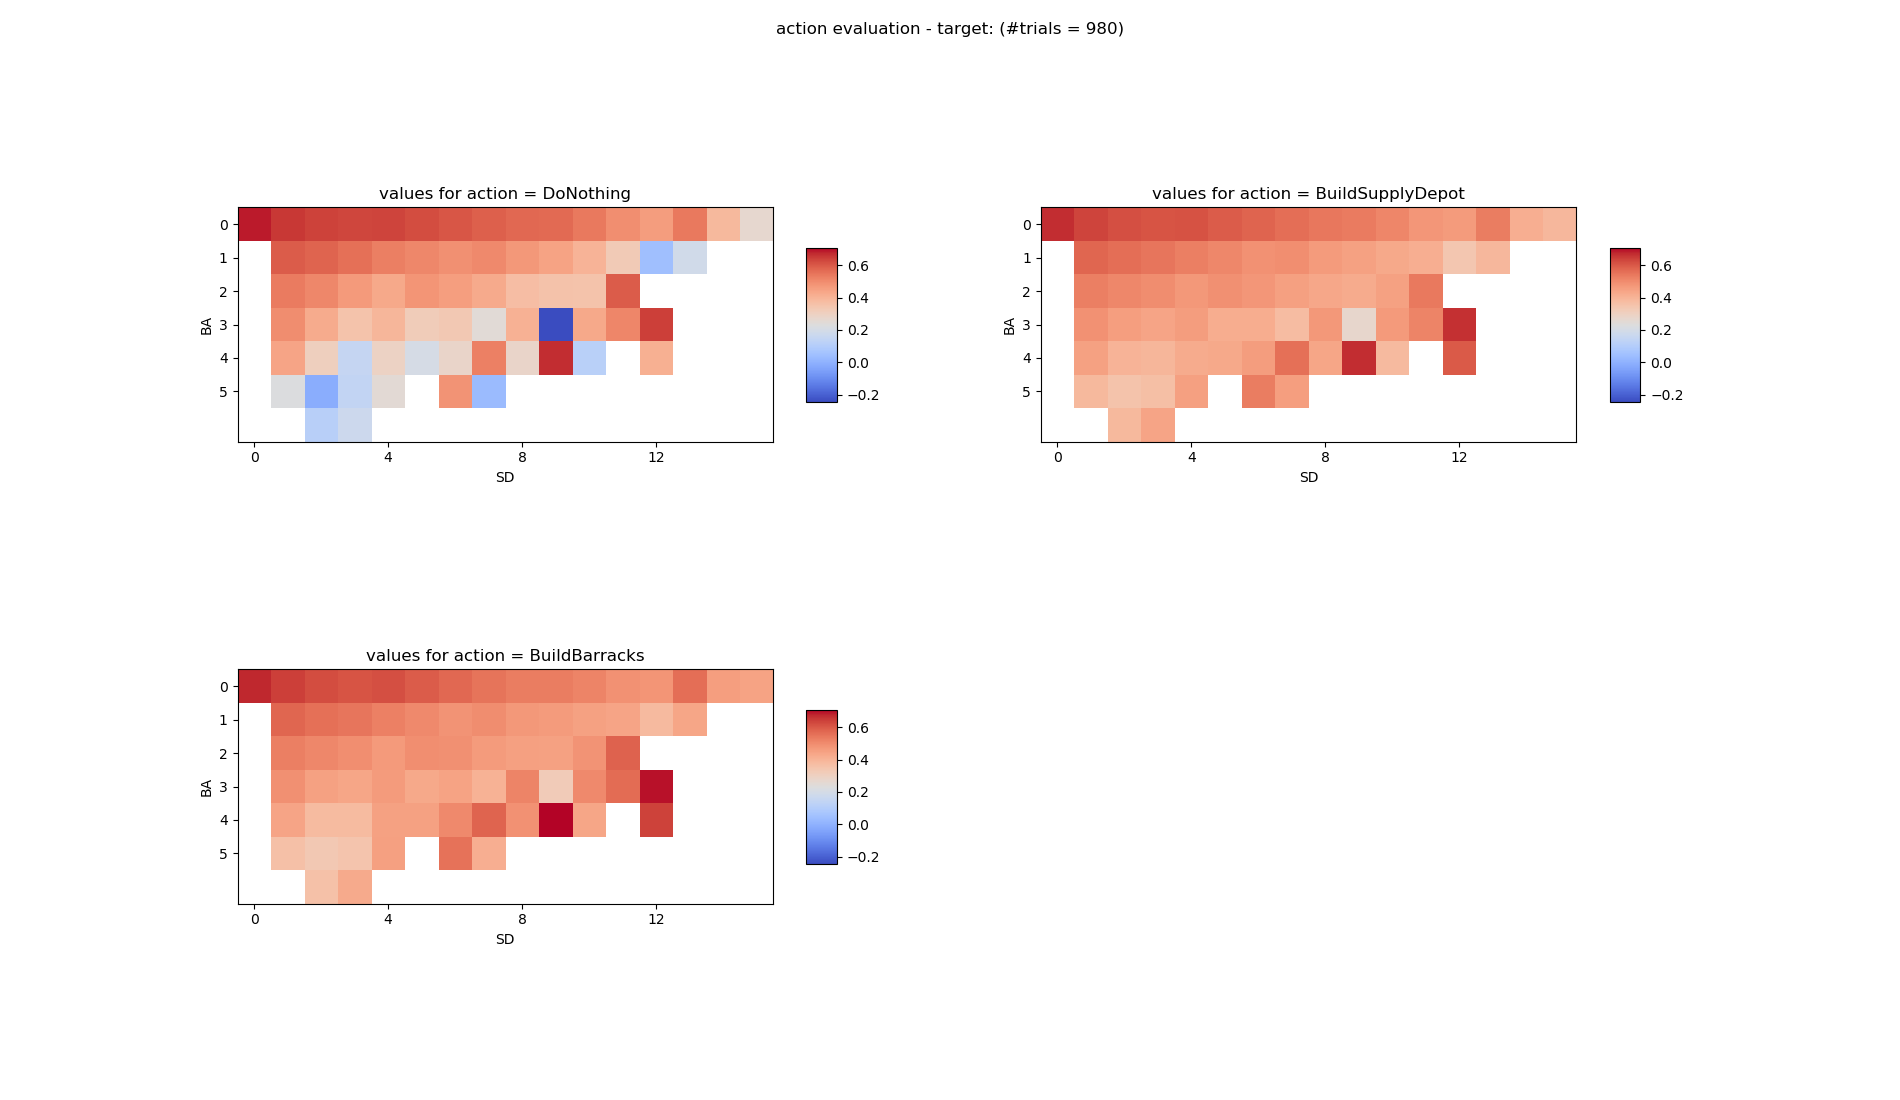 action evaluation - target: (#trials = 980)
values for action = DoNothing
0
1
2
3
4
5
BA
0 4 8 12
SD
0.6
0.4
0.2
0.0
−0.2
values for action = BuildSupplyDepot
0
1
2
3
4
5
BA
0 4 8 12
SD
0.6
0.4
0.2
0.0
−0.2
values for action = BuildBarracks
0
1
2
3
4
5
BA
0 4 8 12
SD
0.6
0.4
0.2
0.0
−0.2